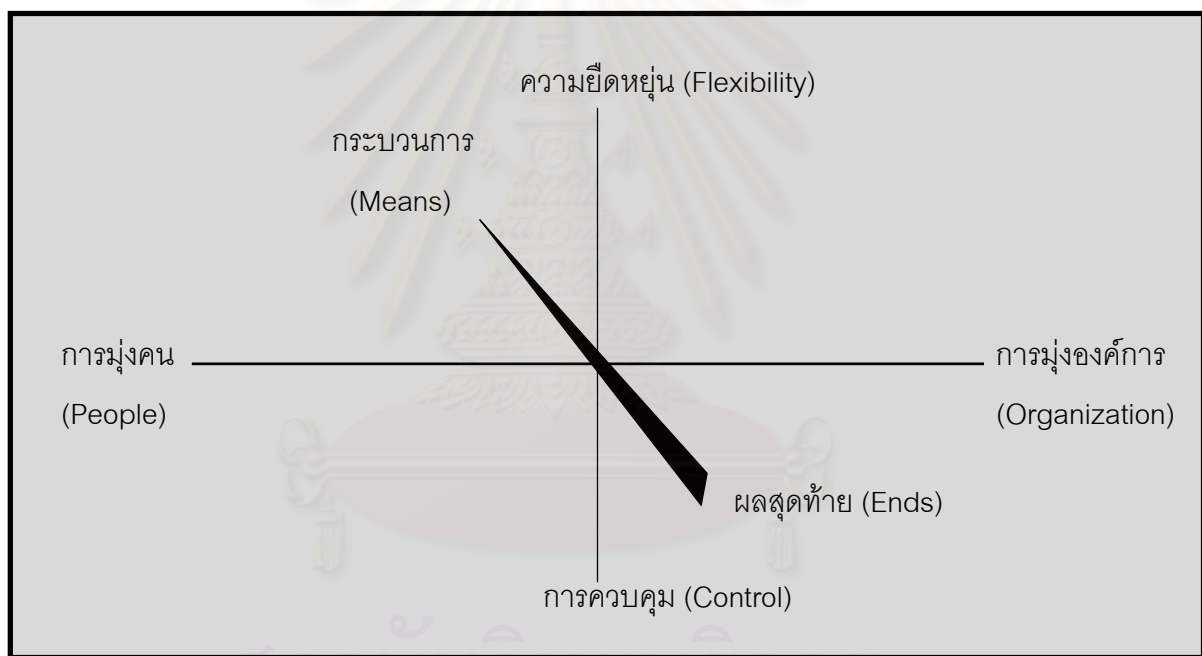 ความยืดหยุ่น (Flexibility)
กระบวนการ
(Means)
การมุ่งคน
(People)
การมุ่งองค์การ
(Organization)
ผลสุดท้าย (Ends)
การควบคุม (Control)